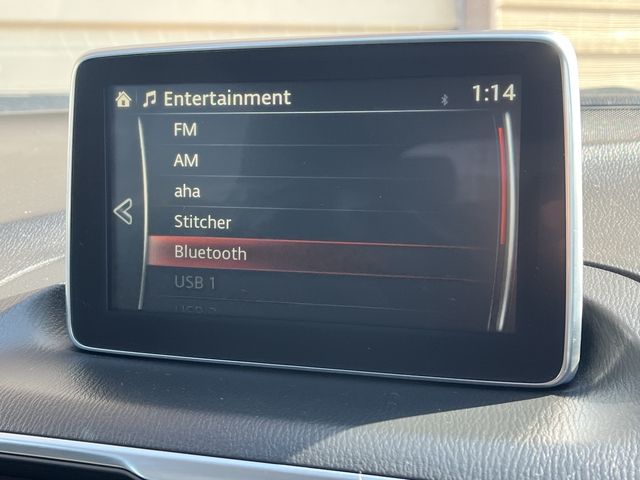 Entertainment
1:14
FM
AM
aha
Stitcher
Bluetooth
USB 1